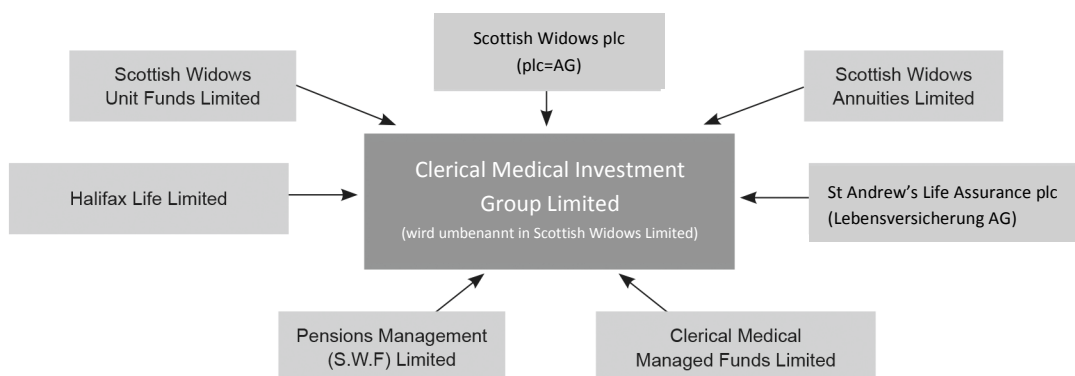 Scottish Widows plc
(plc=AG)
Scottish Widows
Unit Funds Limited
Scottish Widows
Annuities Limited
Clerical Medical Investment
Group Limited
(wird umbenannt in Scottish Widows Limited)
Halifax Life Limited
St Andrew’s Life Assurance plc
(Lebensversicherung AG)
Pensions Management
(S.W.F) Limited
Clerical Medical
Managed Funds Limited